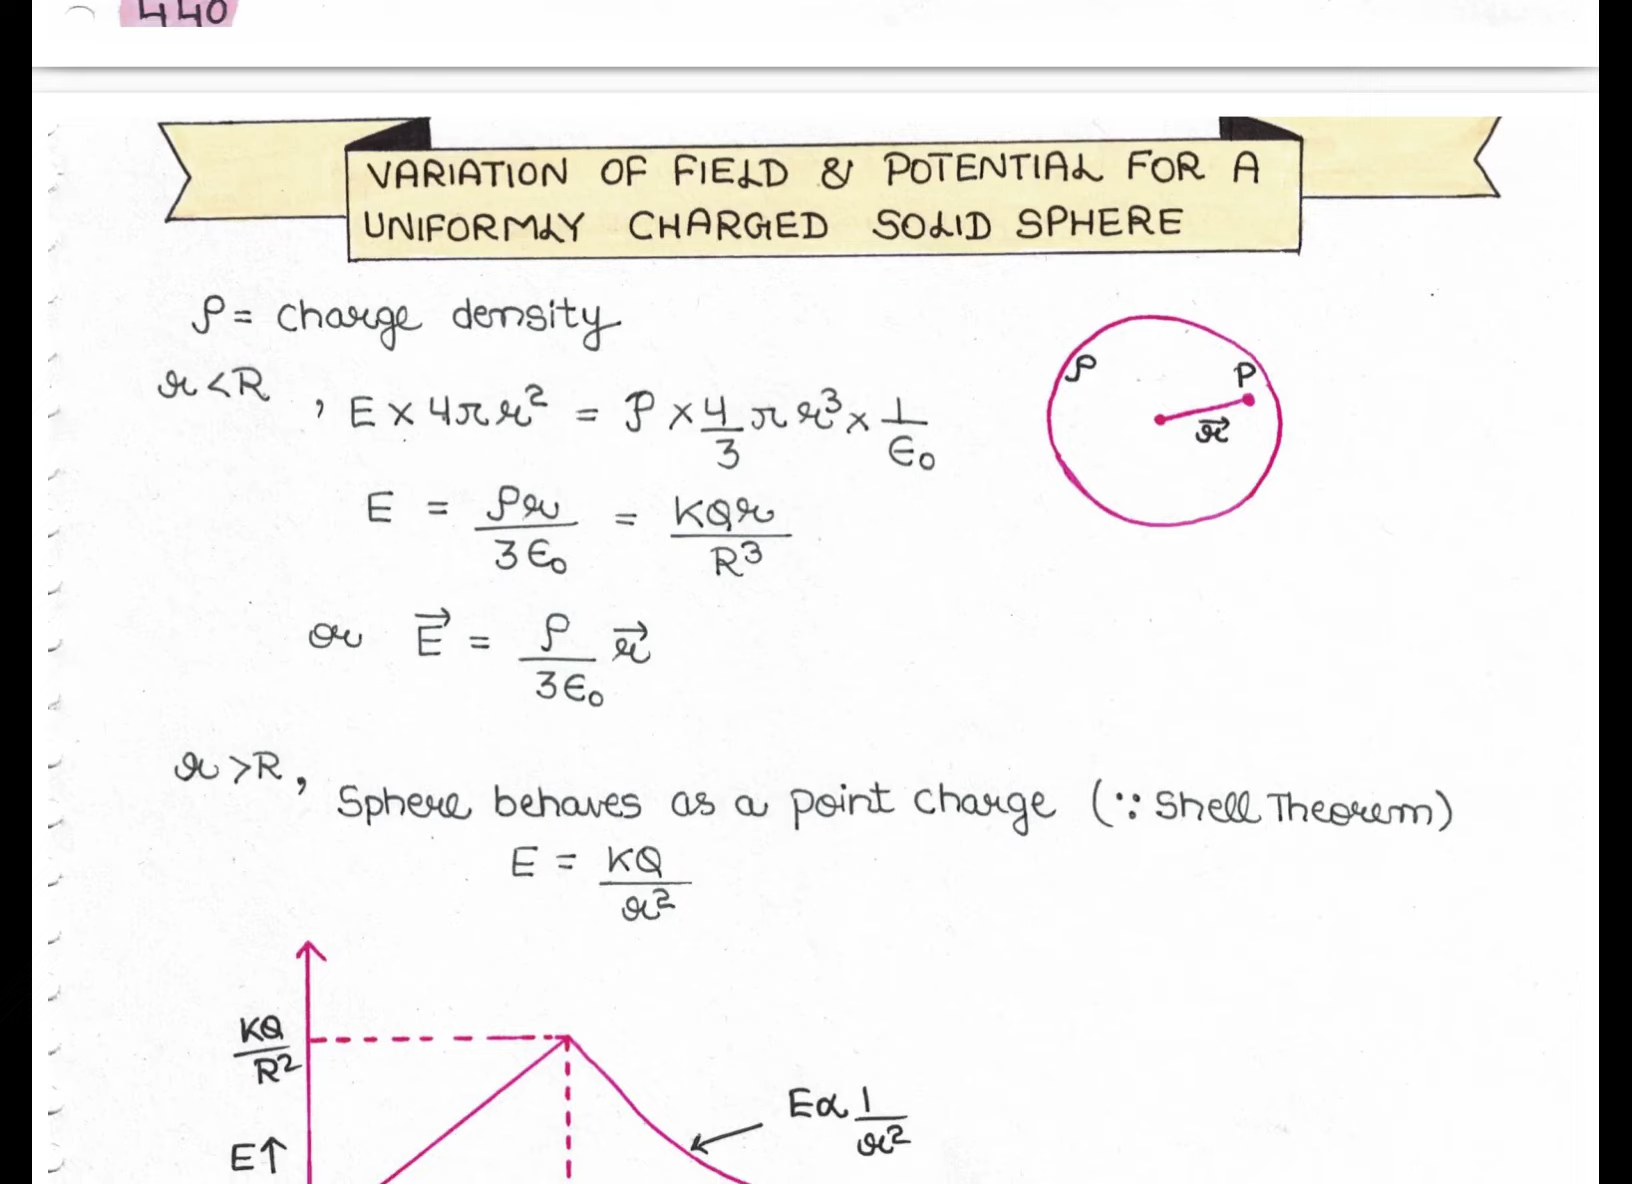 440
VARIATION OF FIELD & POTENTIAL FOR A
UNIFORMLY CHARGED SOLID SPHERE
ρ = charge density
r < R , E × 4πr² = ρ × 4/3 πr³ × 1/ϵ₀
ρ
P
r⃗
E = ρr/3ϵ₀ = KQr/R³
or E⃗ = ρ/3ϵ₀ r⃗
r > R , Sphere behaves as a point charge (∵ Shell Theorem)
E = KQ/r²
KQ/R²
E α 1/r²
E↑